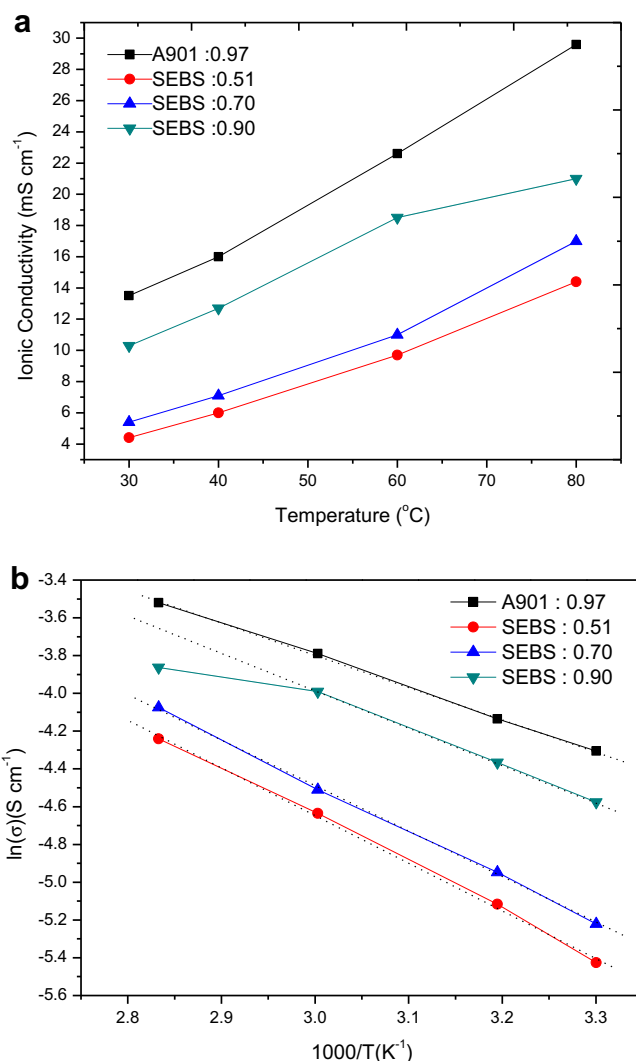 a
30
28
26
24
22
20
18
16
14
12
10
8
6
4
Ionic Conductivity (mS cm⁻¹)
A901 :0.97
SEBS :0.51
SEBS :0.70
SEBS :0.90
30 40 50 60 70 80
Temperature (°C)
b
-3.4
-3.6
-3.8
-4.0
-4.2
-4.4
-4.6
-4.8
-5.0
-5.2
-5.4
-5.6
ln(σ)(S cm⁻¹)
A901 : 0.97
SEBS : 0.51
SEBS : 0.70
SEBS : 0.90
2.8 2.9 3.0 3.1 3.2 3.3
1000/T(K⁻¹)